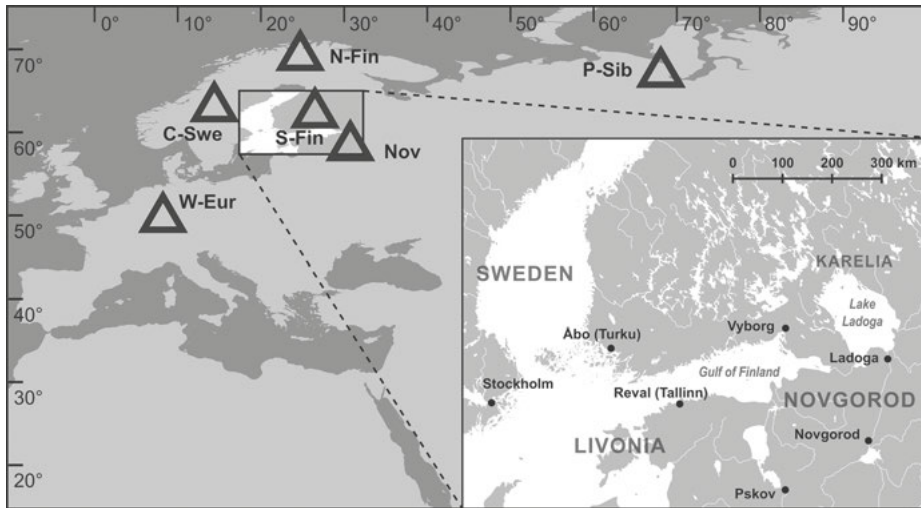 0° 10° 20° 30° 40° 50° 60° 70° 80° 90°
70°
60°
50°
40°
30°
20°
N-Fin
P-Sib
C-Swe
S-Fin
Nov
W-Eur
0 100 200 300 km
SWEDEN
KARELIA
Lake
Ladoga
Vyborg
Åbo (Turku)
Ladoga
Gulf of Finland
Stockholm
Reval (Tallinn)
NOVGOROD
LIVONIA
Novgorod
Pskov